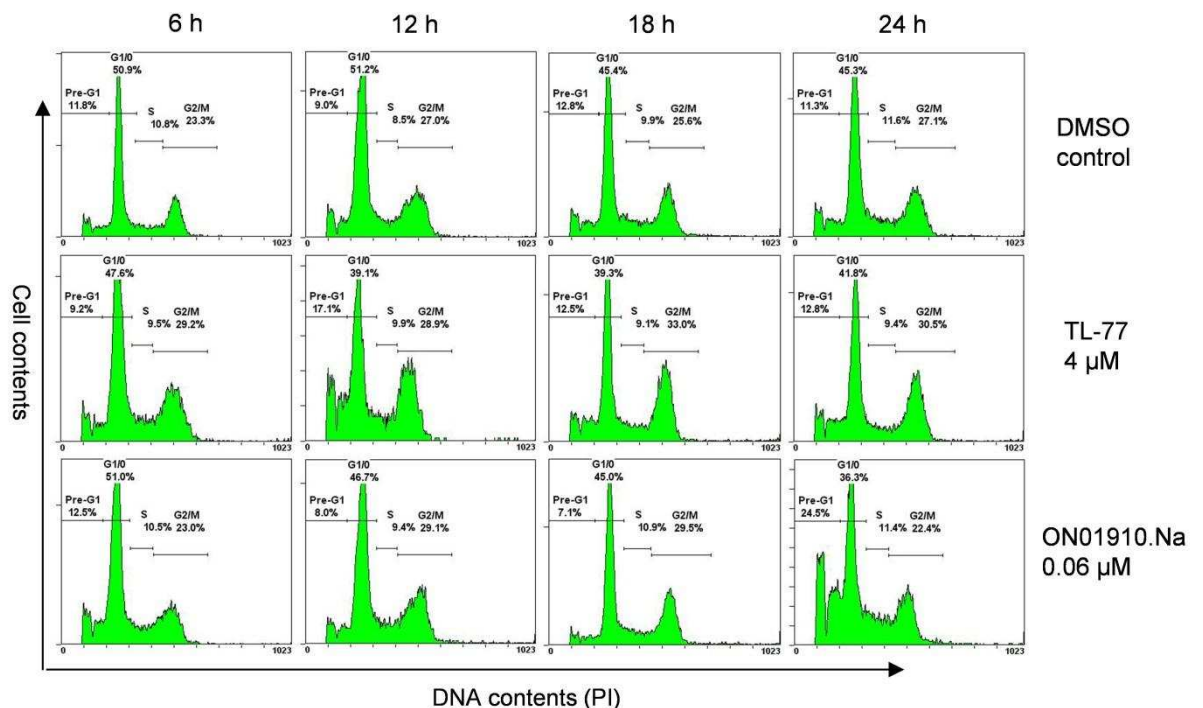 6 h 12 h 18 h 24 h
G1/0
50.9%
Pre-G1
11.8%
S G2/M
10.8% 23.3%
0 1023
G1/0
51.2%
Pre-G1
9.0%
S G2/M
8.5% 27.0%
0 1023
G1/0
45.4%
Pre-G1
12.8%
S G2/M
9.9% 25.6%
0 1023
G1/0
45.3%
Pre-G1
11.3%
S G2/M
11.6% 27.1%
0 1023
DMSO
control
G1/0
47.6%
Pre-G1
9.2%
S G2/M
9.5% 29.2%
0 1023
G1/0
39.1%
Pre-G1
17.1%
S G2/M
9.9% 28.9%
0 1023
G1/0
39.3%
Pre-G1
12.5%
S G2/M
9.1% 33.0%
0 1023
G1/0
41.8%
Pre-G1
12.8%
S G2/M
9.4% 30.5%
0 1023
TL-77
4 µM
G1/0
51.0%
Pre-G1
12.5%
S G2/M
10.5% 23.0%
0 1023
G1/0
46.7%
Pre-G1
8.0%
S G2/M
9.4% 29.1%
0 1023
G1/0
45.0%
Pre-G1
7.1%
S G2/M
10.9% 29.5%
0 1023
G1/0
36.3%
Pre-G1
24.5%
S G2/M
11.4% 22.4%
0 1023
ON01910.Na
0.06 µM
Cell contents
DNA contents (PI)